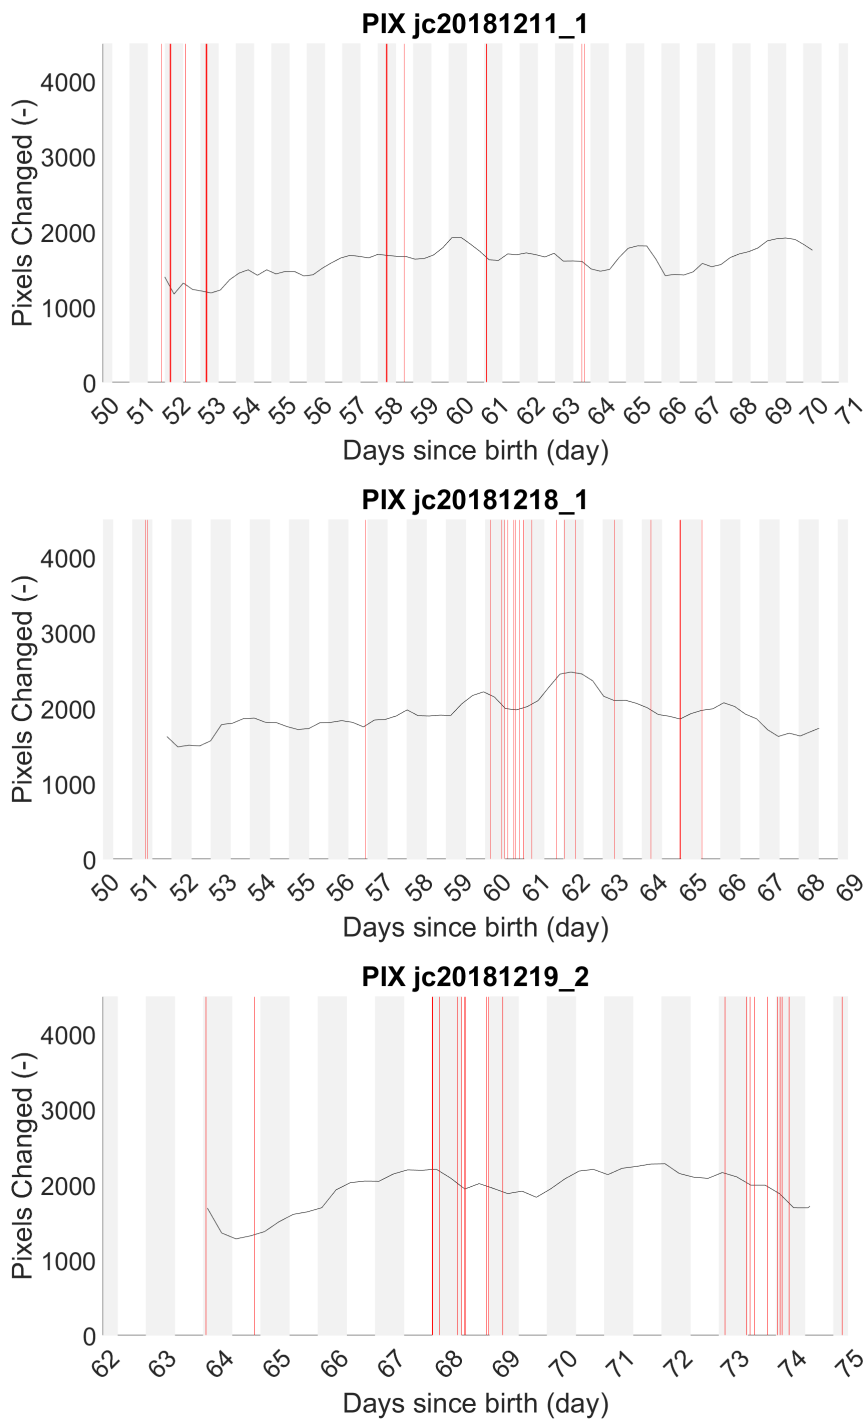 PIX jc20181211_1
Pixels Changed (-)
4000
3000
2000
1000
0
50 51 52 53 54 55 56 57 58 59 60 61 62 63 64 65 66 67 68 69 70 71
Days since birth (day)
PIX jc20181218_1
Pixels Changed (-)
4000
3000
2000
1000
0
50 51 52 53 54 55 56 57 58 59 60 61 62 63 64 65 66 67 68 69
Days since birth (day)
PIX jc20181219_2
Pixels Changed (-)
4000
3000
2000
1000
0
62 63 64 65 66 67 68 69 70 71 72 73 74 75
Days since birth (day)